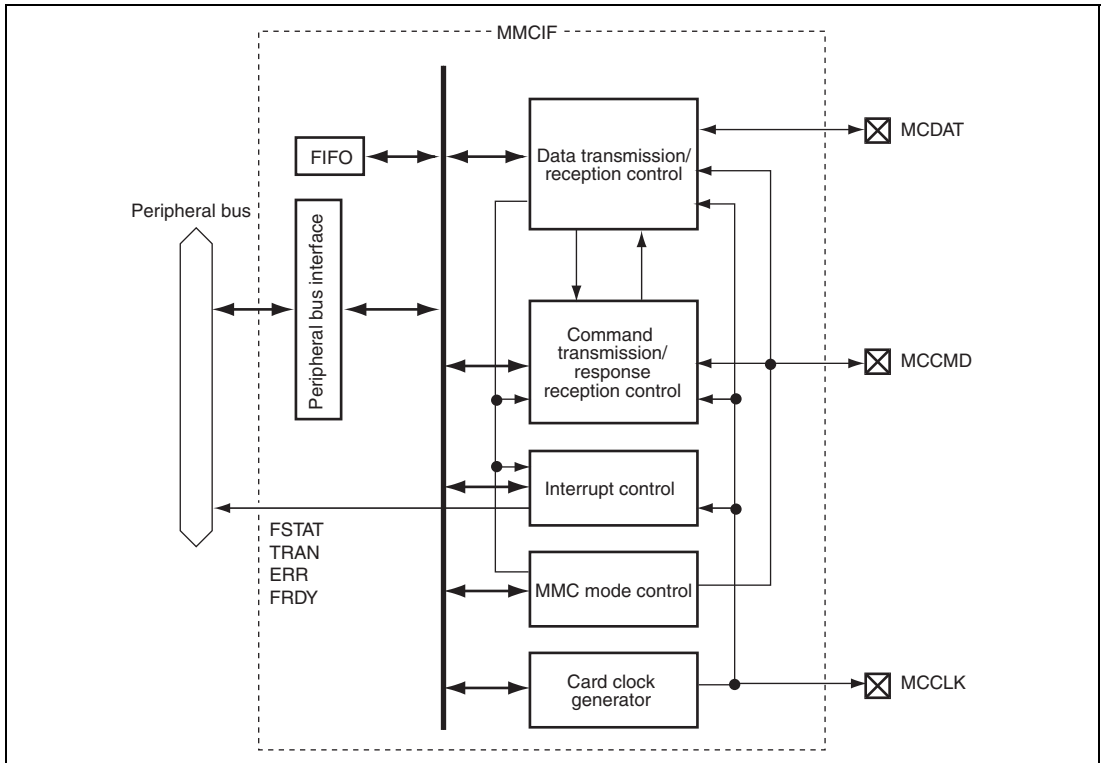 MMCIF
FIFO
Peripheral bus
Peripheral bus interface
Data transmission/
reception control
MCDAT
Command
transmission/
response
reception control
MCCMD
Interrupt control
FSTAT
TRAN
ERR
FRDY
MMC mode control
Card clock
generator
MCCLK